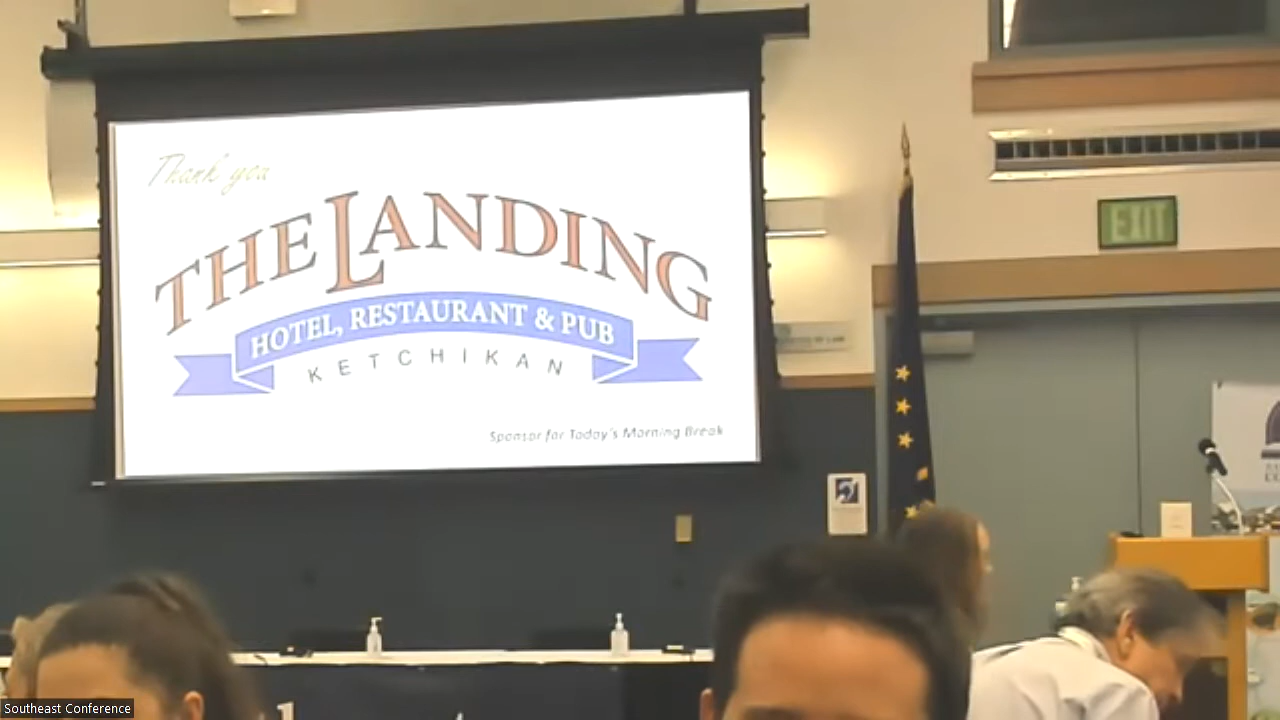 Thank you
THE LANDING
HOTEL, RESTAURANT & PUB
KETCHIKAN
Sponsor for Today's Morning Break
EXIT
Southeast Conference